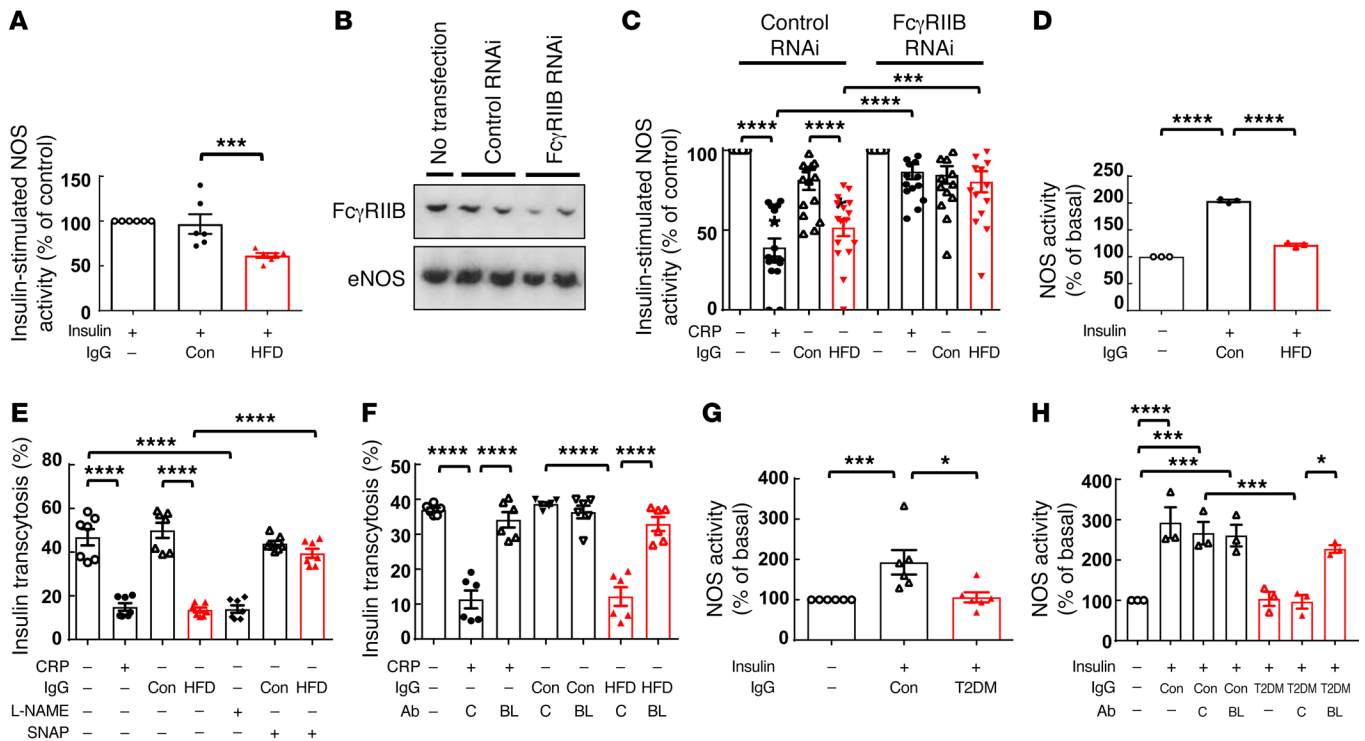 A
Insulin-stimulated NOS
activity (% of control)
150
100
50
0
***
Insulin + + +
IgG – Con HFD
B
No transfection
Control RNAi
FcγRIIB RNAi
FcγRIIB
eNOS
C
Control
RNAi
FcγRIIB
RNAi
***
****
**** ****
Insulin-stimulated NOS
activity (% of control)
100
50
0
CRP – + – – – + – –
IgG – – Con HFD – – Con HFD
D
**** ****
NOS activity
(% of basal)
250
200
150
100
50
0
Insulin – + +
IgG – Con HFD
E
****
****
**** ****
Insulin transcytosis (%)
80
60
40
20
0
CRP – + – – – – –
IgG – – Con HFD – Con HFD
L-NAME – – – – + – –
SNAP – – – – – + +
F
**** **** **** ****
Insulin transcytosis (%)
50
40
30
20
10
0
CRP – + + – – – –
IgG – – – Con Con HFD HFD
Ab – C BL C BL C BL
G
*** *
NOS activity
(% of basal)
400
300
200
100
0
Insulin – + +
IgG – Con T2DM
H
****
***
*** *
***
NOS activity
(% of basal)
400
300
200
100
0
Insulin – + + + + + +
IgG – Con Con Con T2DM T2DM T2DM
Ab – – C BL – C BL